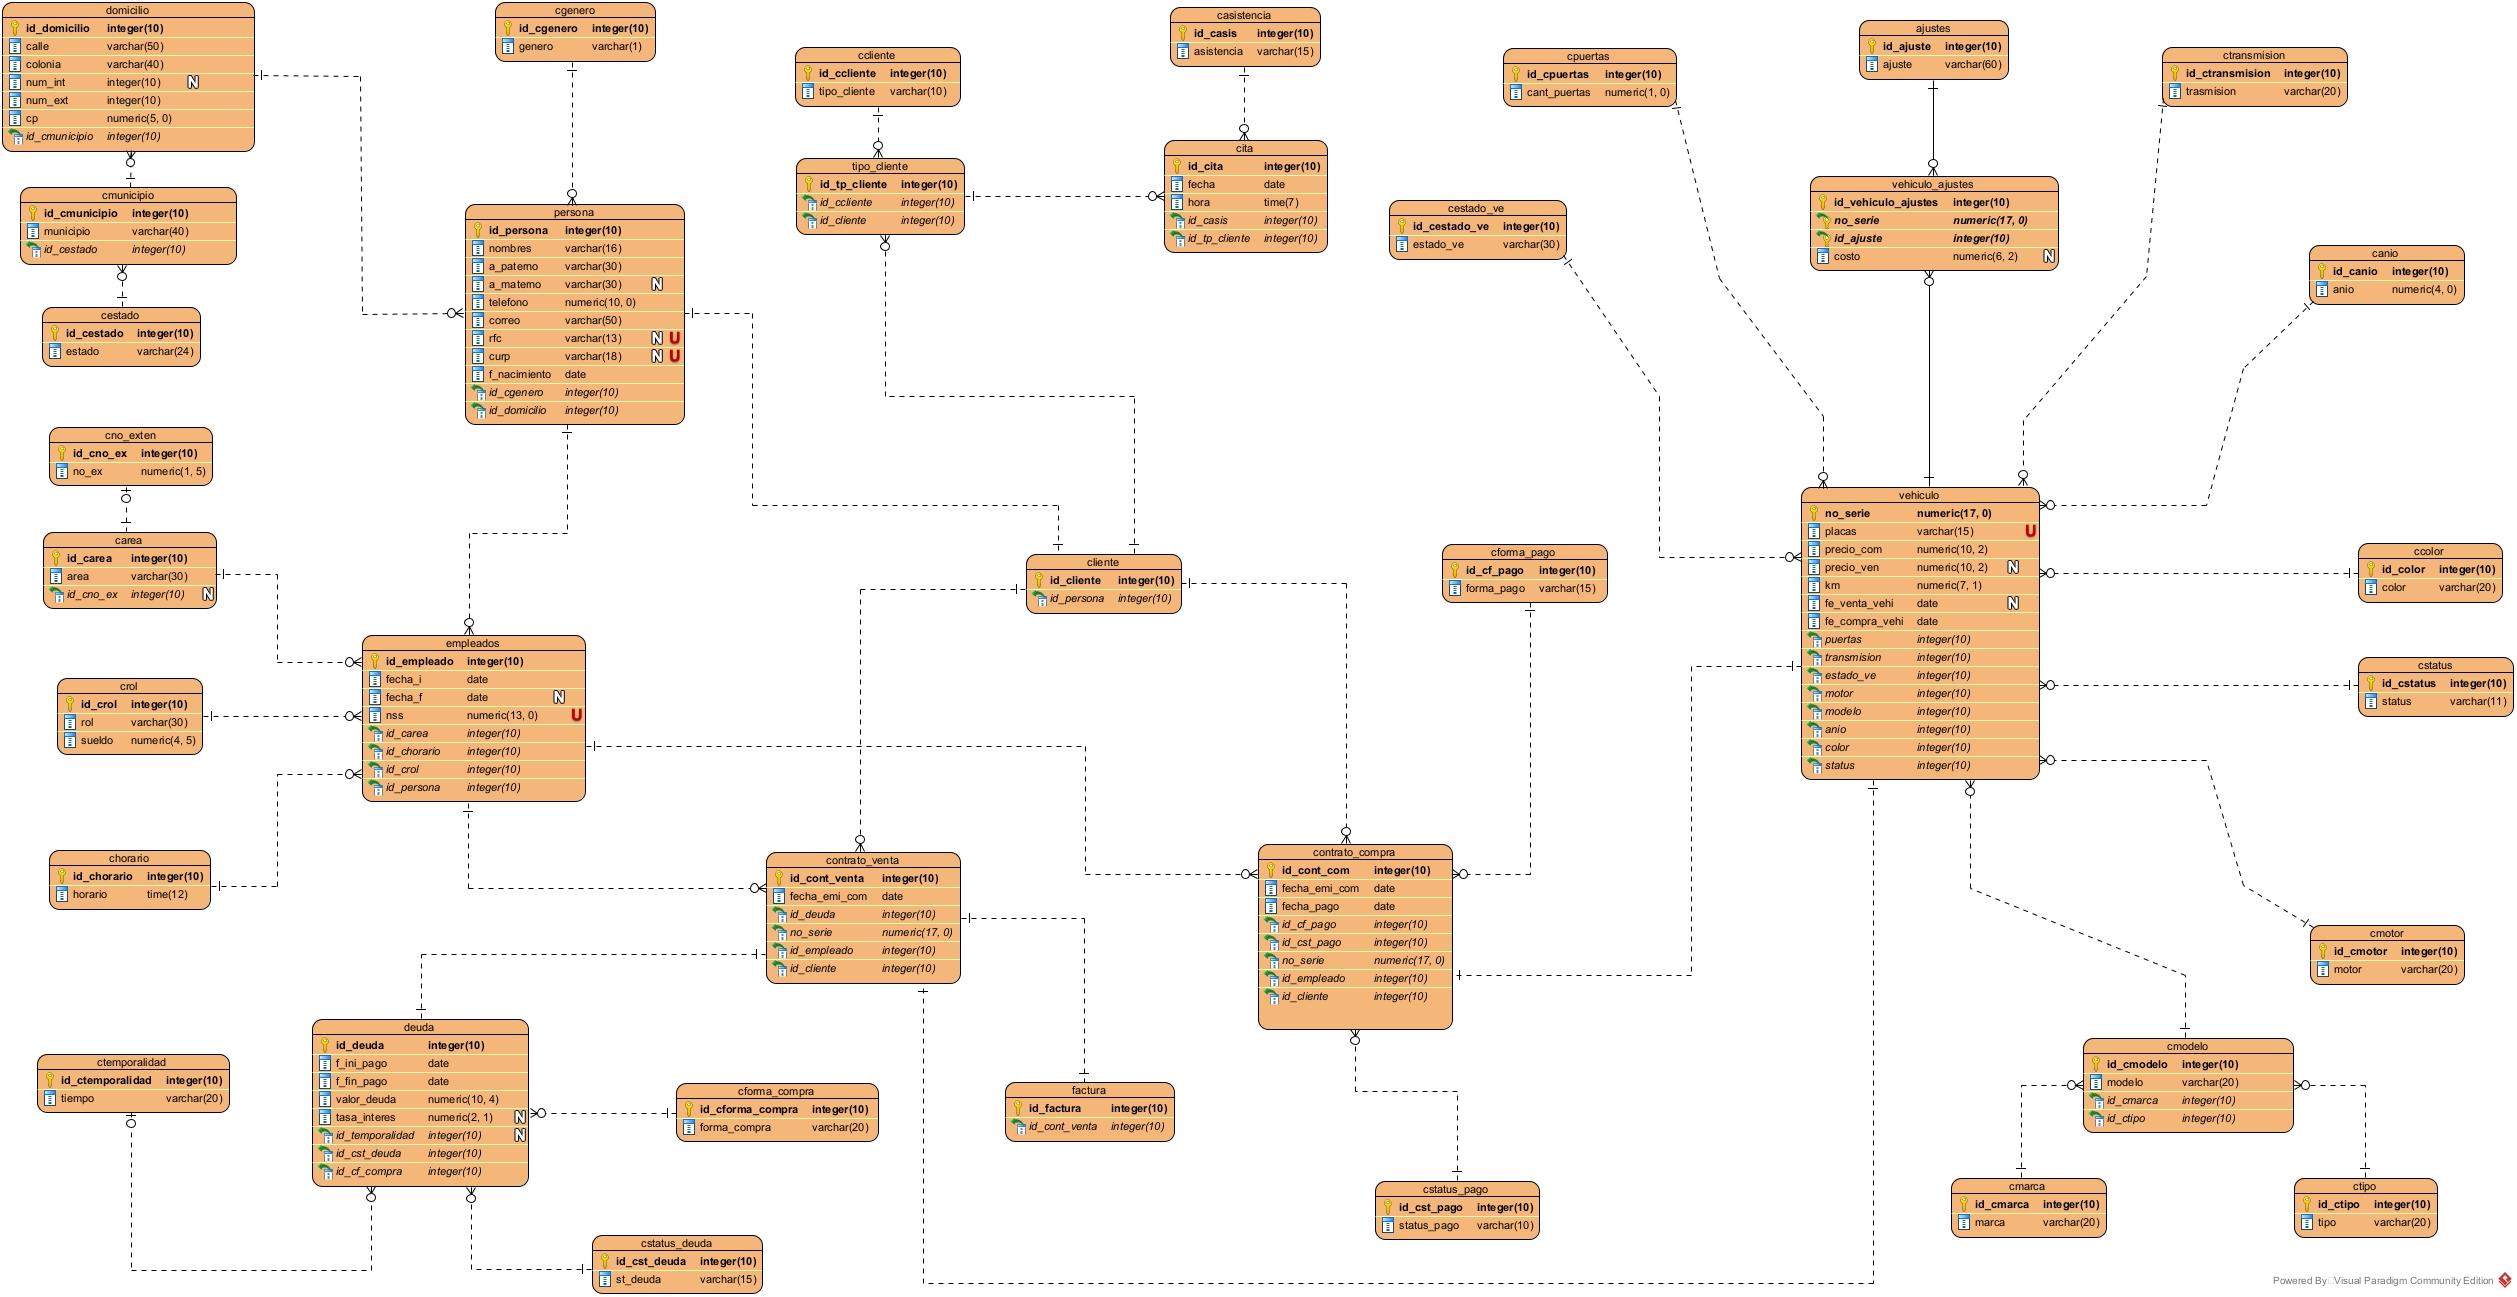 domicilio
id_domicilio integer(10)
calle varchar(50)
colonia varchar(40)
num_int integer(10) N
num_ext integer(10)
cp numeric(5, 0)
id_cmunicipio integer(10)
cmunicipio
id_cmunicipio integer(10)
municipio varchar(40)
id_cestado integer(10)
cestado
id_cestado integer(10)
estado varchar(24)
cgenero
id_cgenero integer(10)
genero varchar(1)
persona
id_persona integer(10)
nombres varchar(16)
a_paterno varchar(30)
a_materno varchar(30) N
telefono numeric(10, 0)
correo varchar(50)
rfc varchar(13) N U
curp varchar(18) N U
f_nacimiento date
id_cgenero integer(10)
id_domicilio integer(10)
ccliente
id_ccliente integer(10)
tipo_cliente varchar(10)
tipo_cliente
id_tp_cliente integer(10)
id_ccliente integer(10)
id_cliente integer(10)
casistencia
id_casis integer(10)
asistencia varchar(15)
cita
id_cita integer(10)
fecha date
hora time(7)
id_casis integer(10)
id_tp_cliente integer(10)
cpuertas
id_cpuertas integer(10)
cant_puertas numeric(1, 0)
ajustes
id_ajuste integer(10)
ajuste varchar(60)
ctransmision
id_ctransmision integer(10)
trasmision varchar(20)
cestado_ve
id_cestado_ve integer(10)
estado_ve varchar(30)
vehiculo_ajustes
id_vehiculo_ajustes integer(10)
no_serie numeric(17, 0)
id_ajuste integer(10)
costo numeric(6, 2) N
canio
id_canio integer(10)
anio numeric(4, 0)
cno_exten
id_cno_ex integer(10)
no_ex numeric(1, 5)
carea
id_carea integer(10)
area varchar(30)
id_cno_ex integer(10) N
crol
id_crol integer(10)
rol varchar(30)
sueldo numeric(4, 5)
chorario
id_chorario integer(10)
horario time(12)
empleados
id_empleado integer(10)
fecha_i date
fecha_f date N
nss numeric(13, 0) U
id_carea integer(10)
id_chorario integer(10)
id_crol integer(10)
id_persona integer(10)
cliente
id_cliente integer(10)
id_persona integer(10)
cforma_pago
id_cf_pago integer(10)
forma_pago varchar(15)
vehiculo
no_serie numeric(17, 0)
placas varchar(15) U
precio_com numeric(10, 2)
precio_ven numeric(10, 2) N
km numeric(7, 1)
fe_venta_vehi date N
fe_compra_vehi date
puertas integer(10)
transmision integer(10)
estado_ve integer(10)
motor integer(10)
modelo integer(10)
anio integer(10)
color integer(10)
status integer(10)
ccolor
id_color integer(10)
color varchar(20)
cstatus
id_cstatus integer(10)
status varchar(11)
contrato_venta
id_cont_venta integer(10)
fecha_emi_com date
id_deuda integer(10)
no_serie numeric(17, 0)
id_empleado integer(10)
id_cliente integer(10)
contrato_compra
id_cont_com integer(10)
fecha_emi_com date
fecha_pago date
id_cf_pago integer(10)
id_cst_pago integer(10)
no_serie numeric(17, 0)
id_empleado integer(10)
id_cliente integer(10)
cmotor
id_cmotor integer(10)
motor varchar(20)
ctemporalidad
id_ctemporalidad integer(10)
tiempo varchar(20)
deuda
id_deuda integer(10)
f_ini_pago date
f_fin_pago date
valor_deuda numeric(10, 4)
tasa_interes numeric(2, 1) N
id_temporalidad integer(10) N
id_cst_deuda integer(10)
id_cf_compra integer(10)
cforma_compra
id_cforma_compra integer(10)
forma_compra varchar(20)
factura
id_factura integer(10)
id_cont_venta integer(10)
cmodelo
id_cmodelo integer(10)
modelo varchar(20)
id_cmarca integer(10)
id_ctipo integer(10)
cstatus_deuda
id_cst_deuda integer(10)
st_deuda varchar(15)
cstatus_pago
id_cst_pago integer(10)
status_pago varchar(10)
cmarca
id_cmarca integer(10)
marca varchar(20)
ctipo
id_ctipo integer(10)
tipo varchar(20)
Powered By Visual Paradigm Community Edition